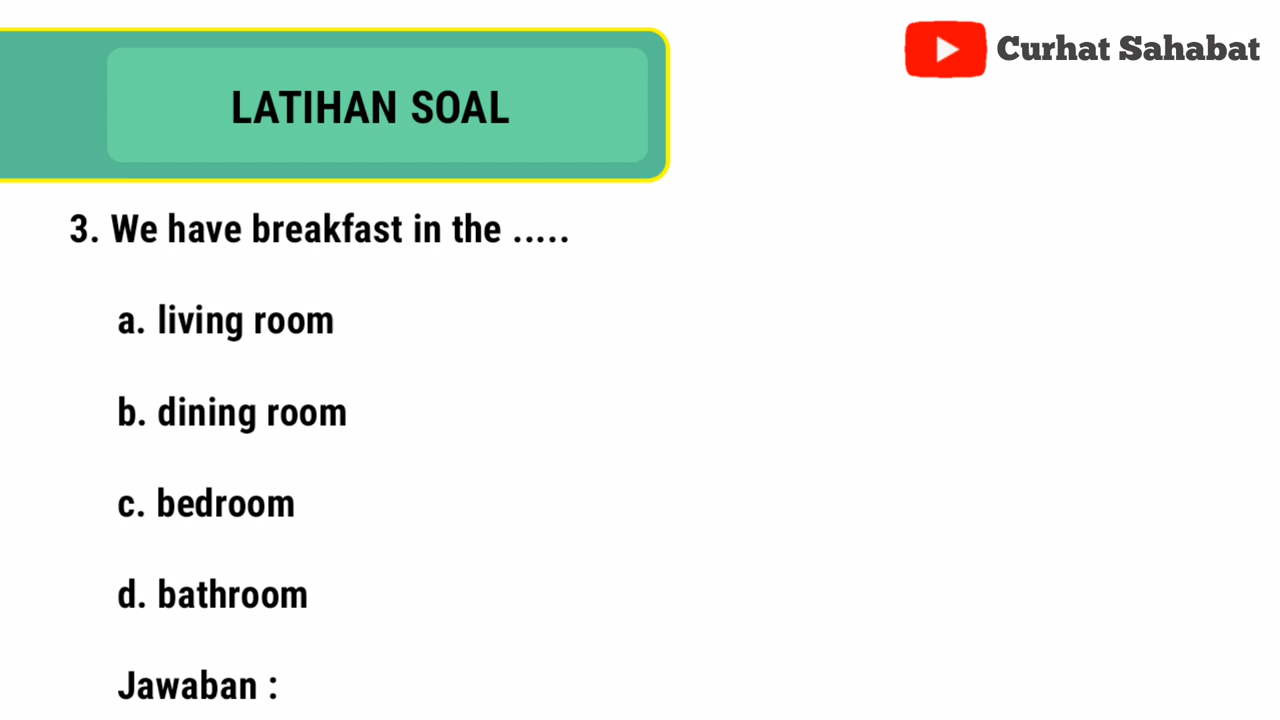 Curhat Sahabat
LATIHAN SOAL
3. We have breakfast in the .....
a. living room
b. dining room
c. bedroom
d. bathroom
Jawaban :